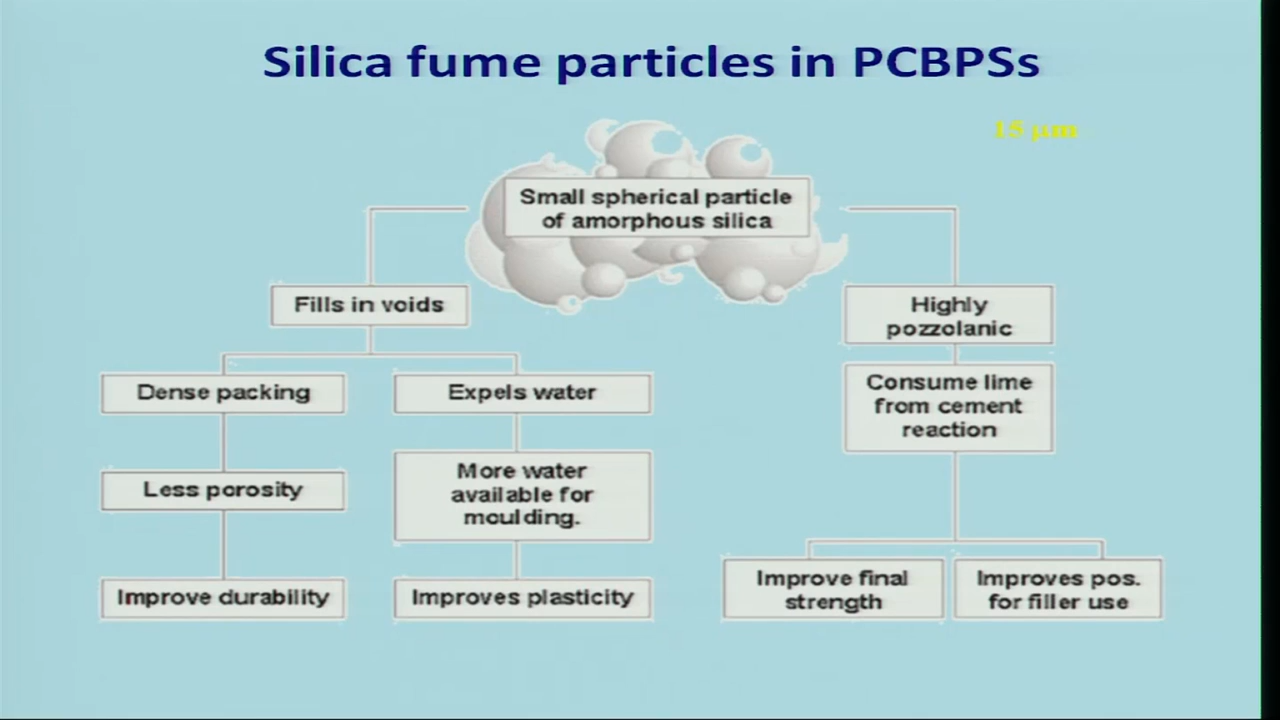 Silica fume particles in PCBPSs
15 μm
Small spherical particle
of amorphous silica
Fills in voids
Highly
pozzolanic
Dense packing
Expels water
Consume lime
from cement
reaction
Less porosity
More water
available for
moulding.
Improve durability
Improves plasticity
Improve final
strength
Improves pos.
for filler use